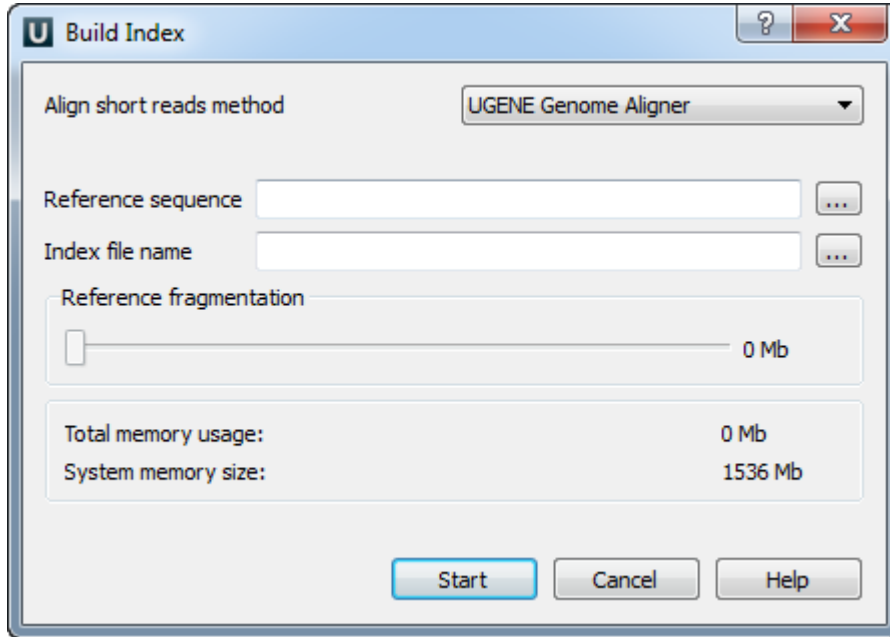 U Build Index ?
Align short reads method UGENE Genome Aligner
Reference sequence ...
Index file name ...
Reference fragmentation
0 Mb
Total memory usage: 0 Mb
System memory size: 1536 Mb
Start Cancel Help